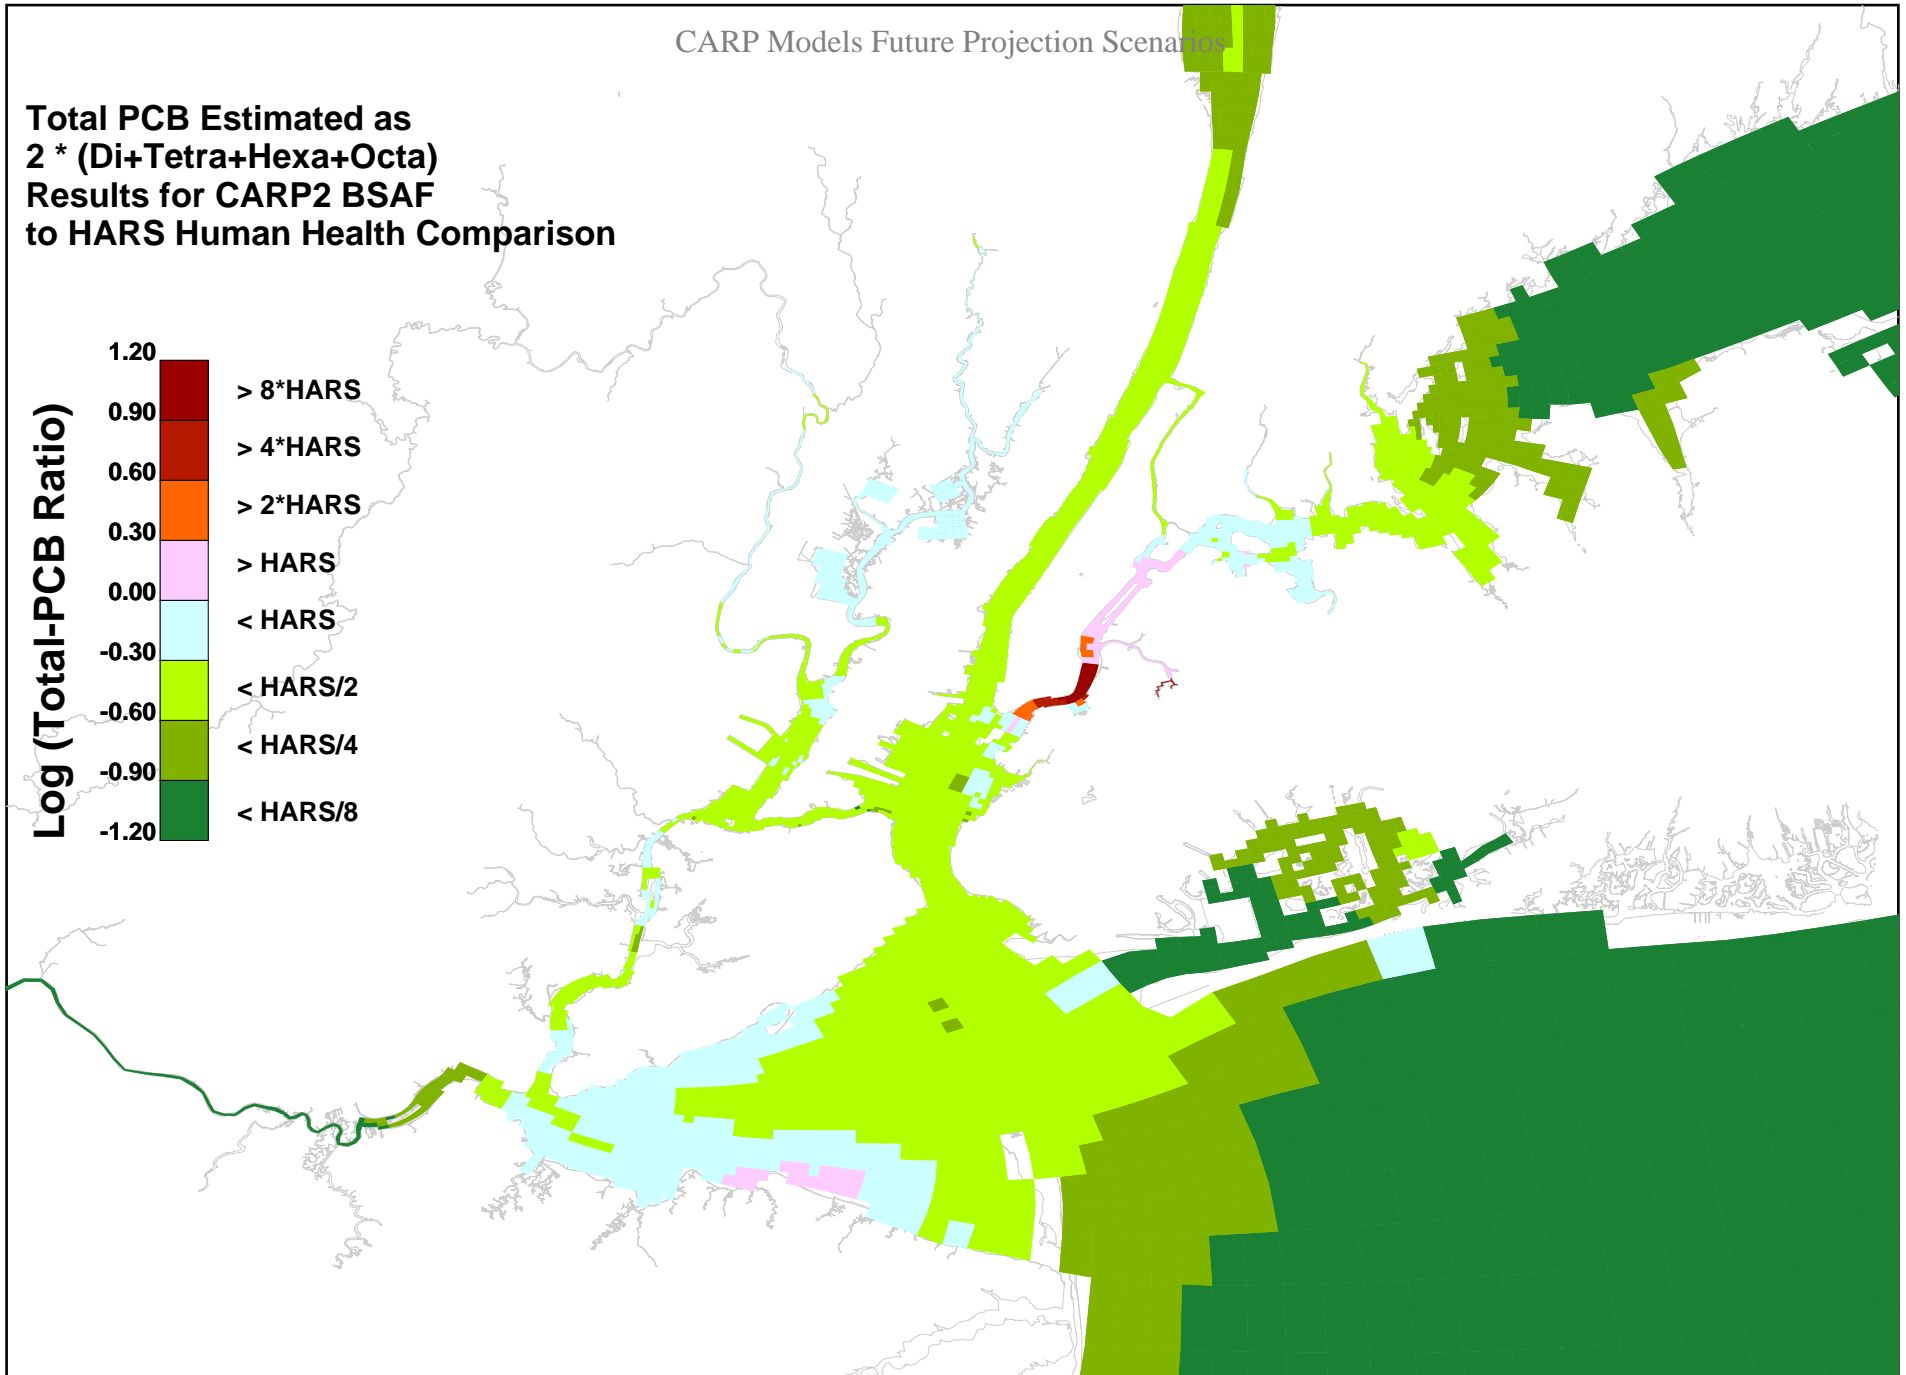 CARP Models Future Projection Scenarios
Total PCB Estimated as
2 * (Di+Tetra+Hexa+Octa)
Results for CARP2 BSAF
to HARS Human Health Comparison
Log (Total-PCB Ratio)
1.20
> 8*HARS
0.90
> 4*HARS
0.60
> 2*HARS
0.30
> HARS
0.00
< HARS
-0.30
< HARS/2
-0.60
< HARS/4
-0.90
< HARS/8
-1.20